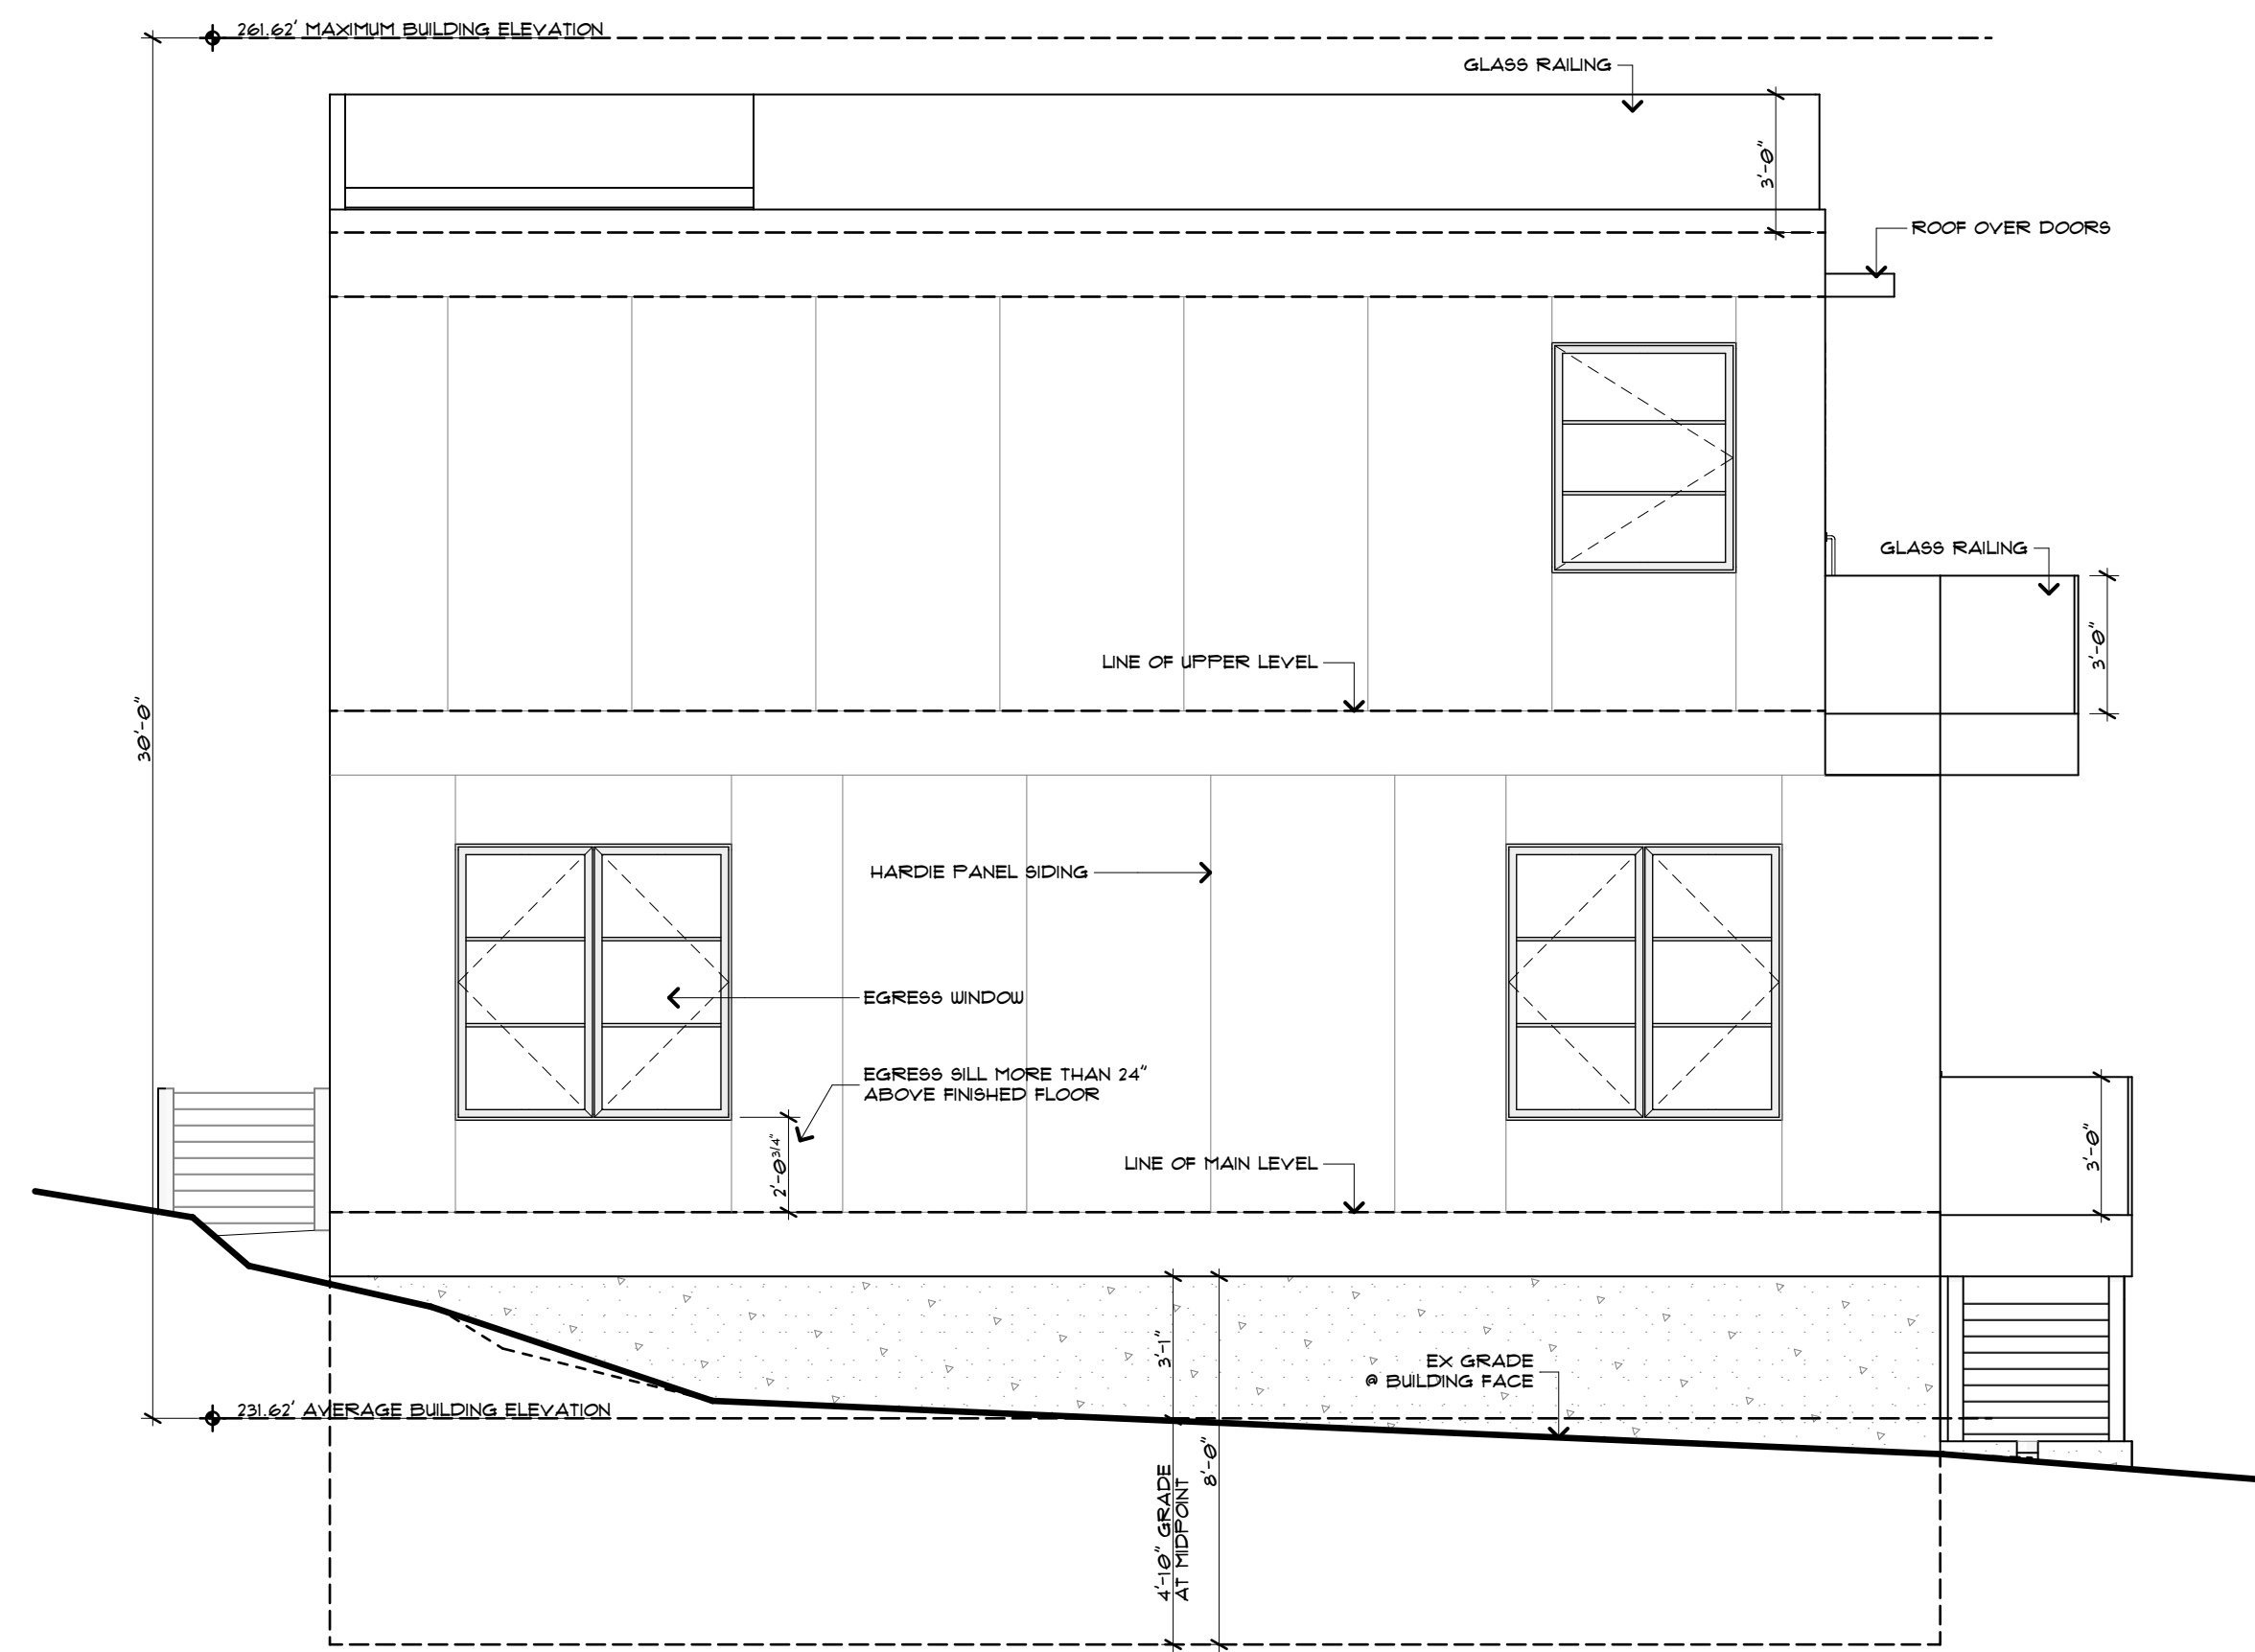 261.62' MAXIMUM BUILDING ELEVATION
GLASS RAILING
3'-0"
ROOF OVER DOORS
GLASS RAILING
3'-0"
LINE OF UPPER LEVEL
30'-0"
HARDIE PANEL SIDING
EGRESS WINDOW
EGRESS SILL MORE THAN 24"
ABOVE FINISHED FLOOR
2'-0 3/4"
LINE OF MAIN LEVEL
3'-0"
3'-1"
EX GRADE
@ BUILDING FACE
231.62' AVERAGE BUILDING ELEVATION
8'-0"
4'-10" GRADE
AT MIDPOINT